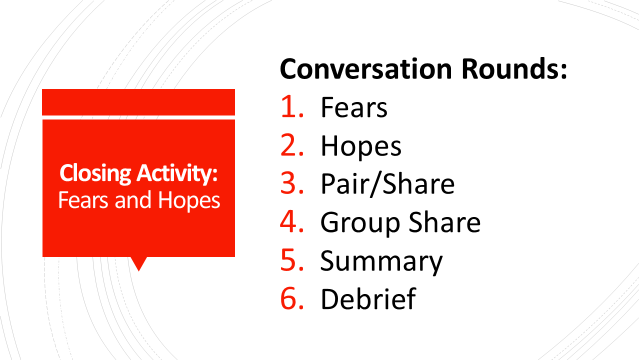 Closing Activity:
Fears and Hopes
Conversation Rounds:
1. Fears
2. Hopes
3. Pair/Share
4. Group Share
5. Summary
6. Debrief